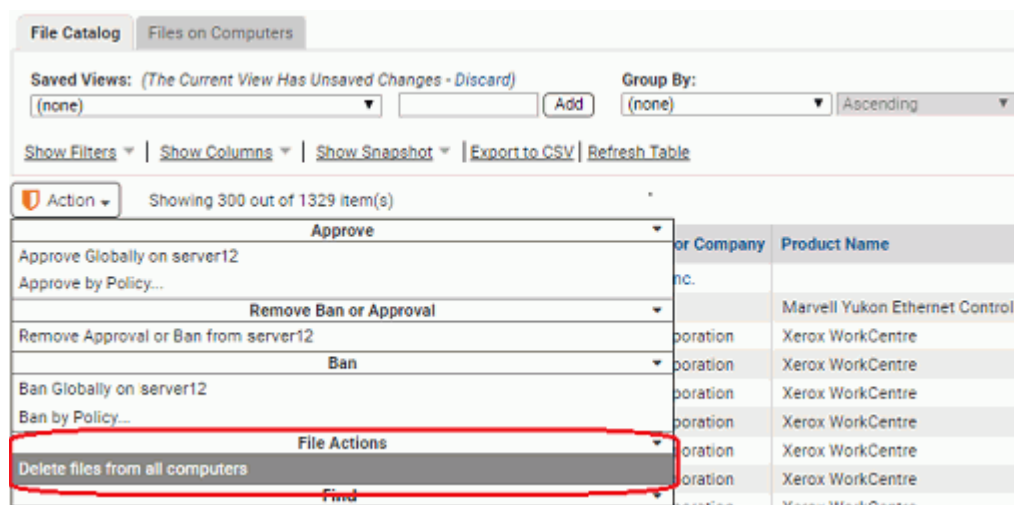 File Catalog Files on Computers
Saved Views: (The Current View Has Unsaved Changes - Discard) Group By:
(none) Add (none) Ascending
Show Filters | Show Columns | Show Snapshot | Export to CSV | Refresh Table
Action Showing 300 out of 1329 item(s)
Approve
or Company Product Name
Approve Globally on server12
nc.
Approve by Policy...
Remove Ban or Approval
Marvell Yukon Ethernet Control
Remove Approval or Ban from server12
poration Xerox WorkCentre
Ban
poration Xerox WorkCentre
Ban Globally on server12
poration Xerox WorkCentre
Ban by Policy...
poration Xerox WorkCentre
File Actions
oration Xerox WorkCentre
Delete files from all computers
oration Xerox WorkCentre
Find
Xerox WorkCentre